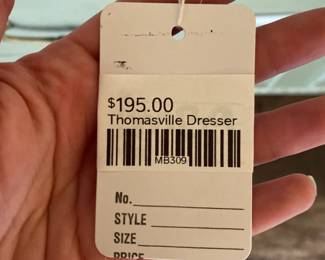 $195.00
Thomasville Dresser
MB309
No.
STYLE
SIZE
PRICE